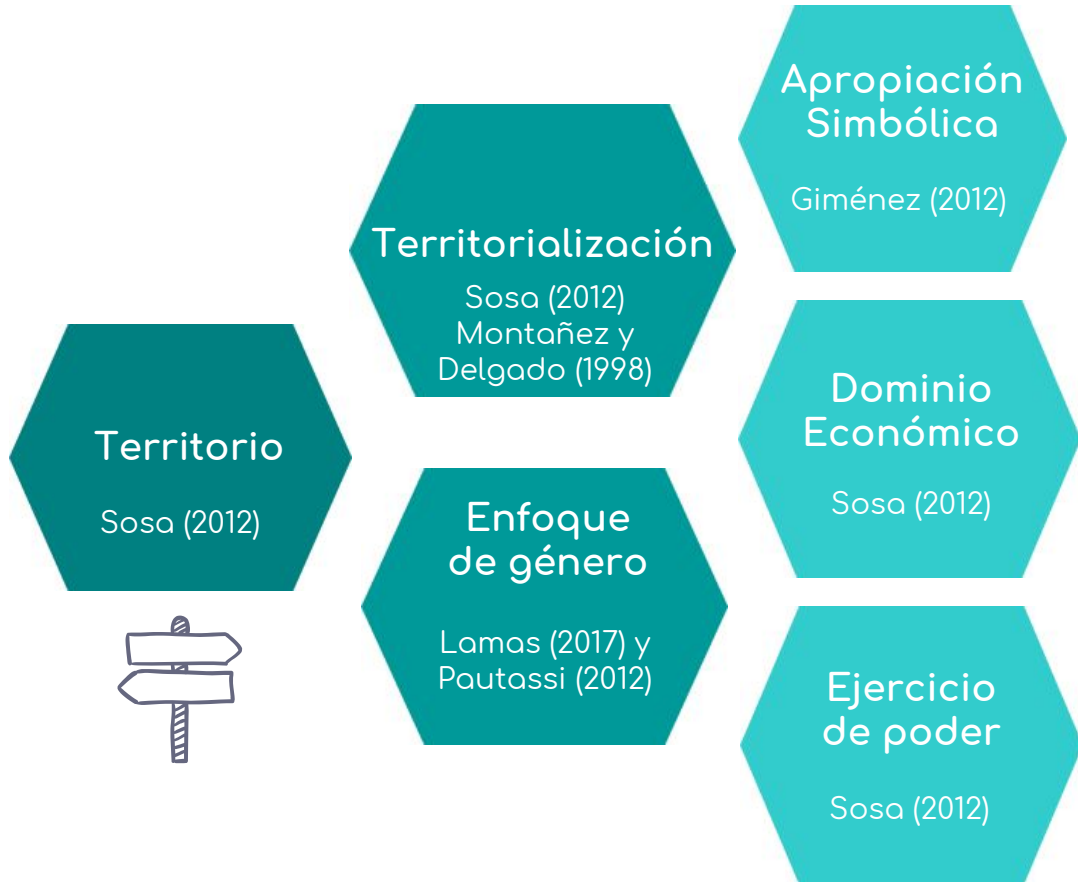 Territorio
Sosa (2012)
Territorialización
Sosa (2012)
Montañez y
Delgado (1998)
Enfoque
de género
Lamas (2017) y
Pautassi (2012)
Apropiación
Simbólica
Giménez (2012)
Dominio
Económico
Sosa (2012)
Ejercicio
de poder
Sosa (2012)